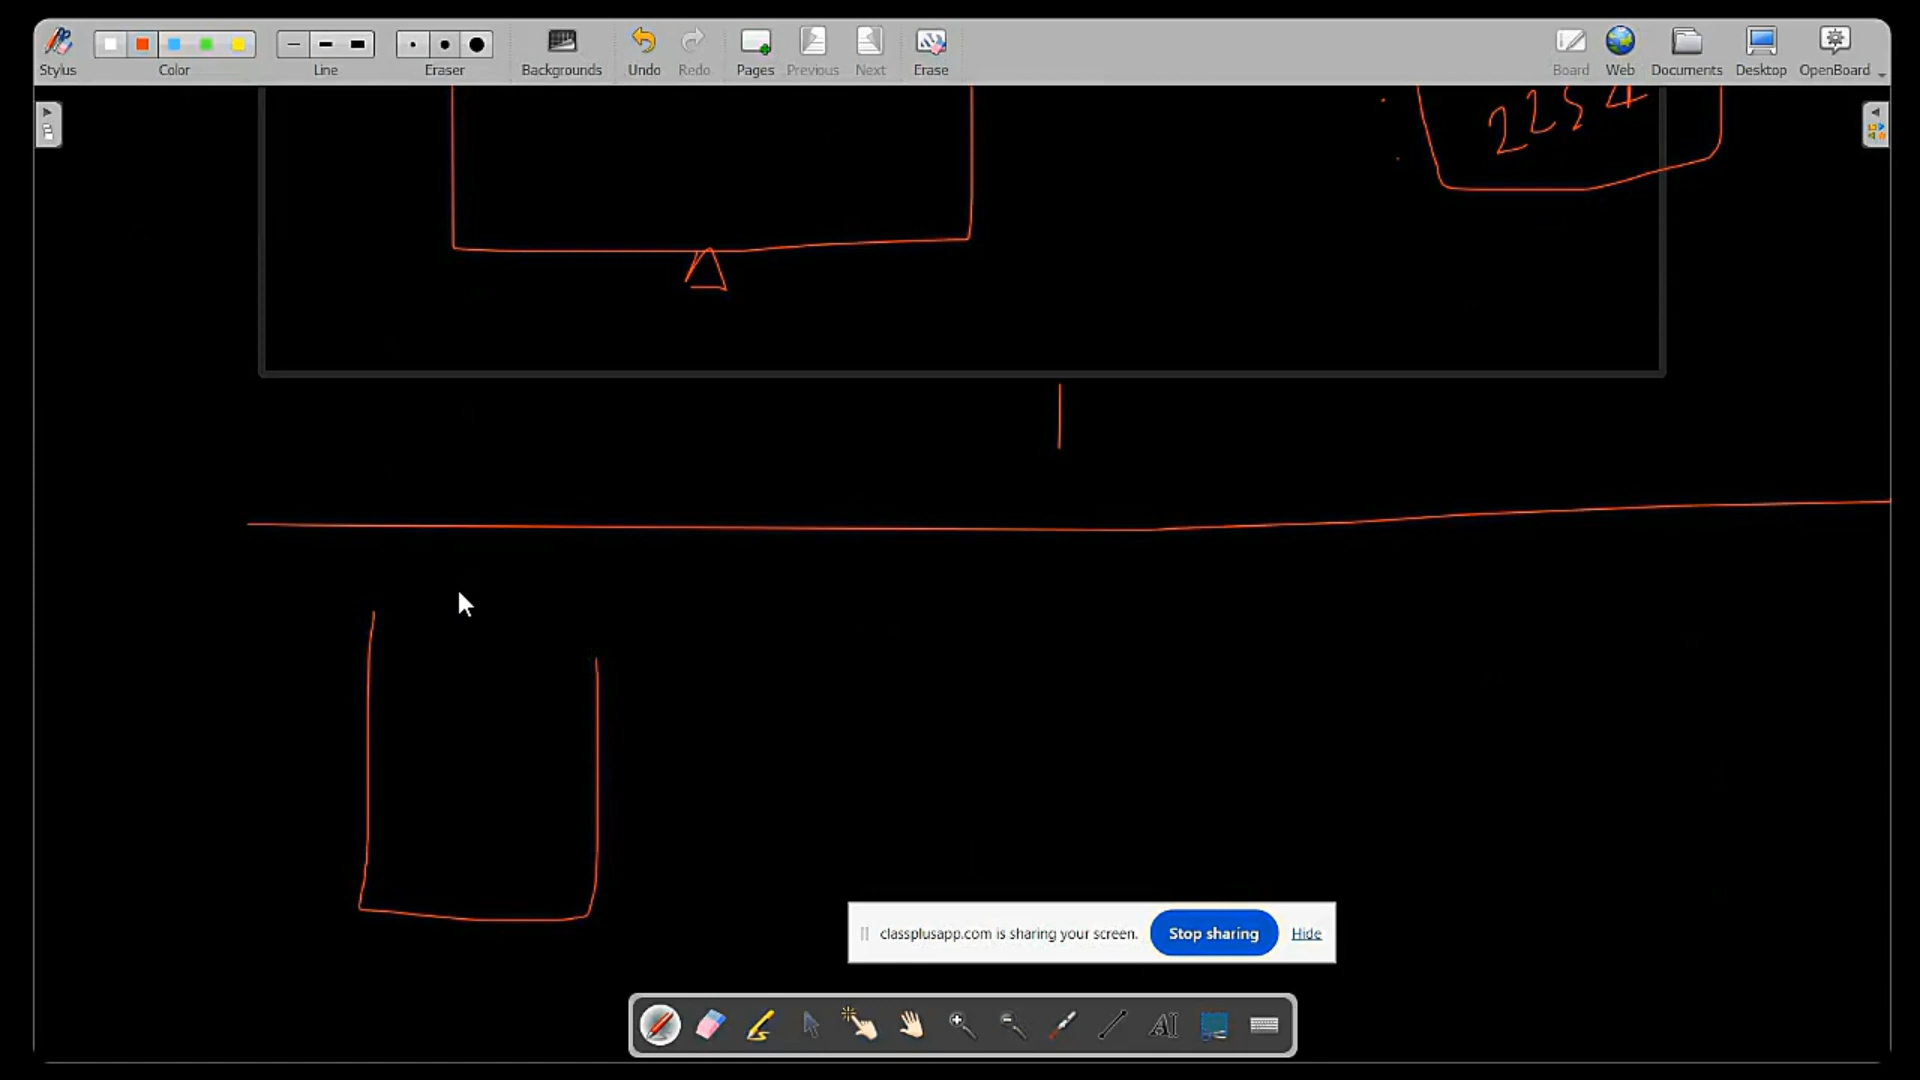 Stylus
Color
Line
Eraser
Backgrounds
Undo
Redo
Pages
Previous
Next
Erase
Board
Web
Documents
Desktop
OpenBoard
2254
classplusapp.com is sharing your screen.
Stop sharing
Hide